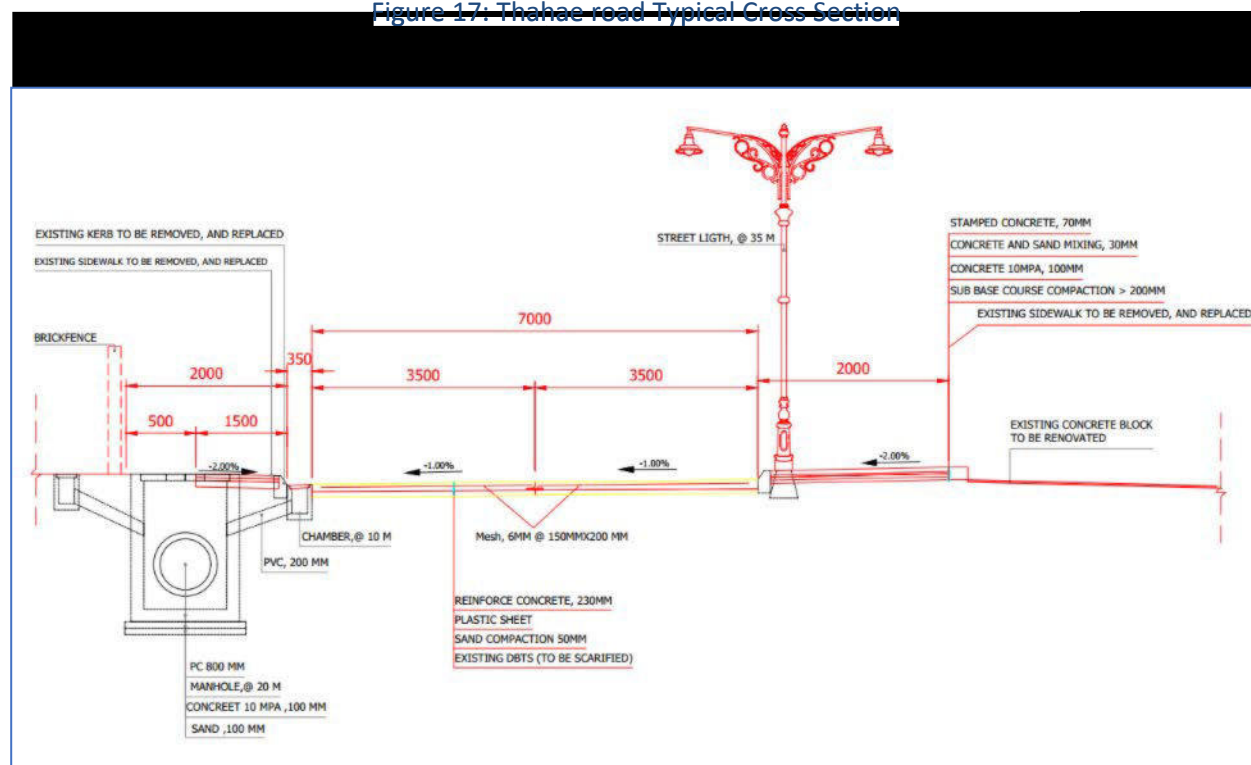 Figure 17: Thahae road Typical Cross Section
EXISTING KERB TO BE REMOVED, AND REPLACED
EXISTING SIDEWALK TO BE REMOVED, AND REPLACED
BRICKFENCE
STREET LIGTH, @ 35 M
STAMPED CONCRETE, 70MM
CONCRETE AND SAND MIXING, 30MM
CONCRETE 10MPA, 100MM
SUB BASE COURSE COMPACTION > 200MM
EXISTING SIDEWALK TO BE REMOVED, AND REPLACED
7000
2000
350
3500
3500
2000
500
1500
EXISTING CONCRETE BLOCK
TO BE RENOVATED
-2.00%
-1.00%
-1.00%
-2.00%
CHAMBER,@ 10 M
PVC, 200 MM
Mesh, 6MM @ 150MMX200 MM
REINFORCE CONCRETE, 230MM
PLASTIC SHEET
SAND COMPACTION 50MM
EXISTING DBTS (TO BE SCARIFIED)
PC 800 MM
MANHOLE,@ 20 M
CONCREET 10 MPA ,100 MM
SAND ,100 MM